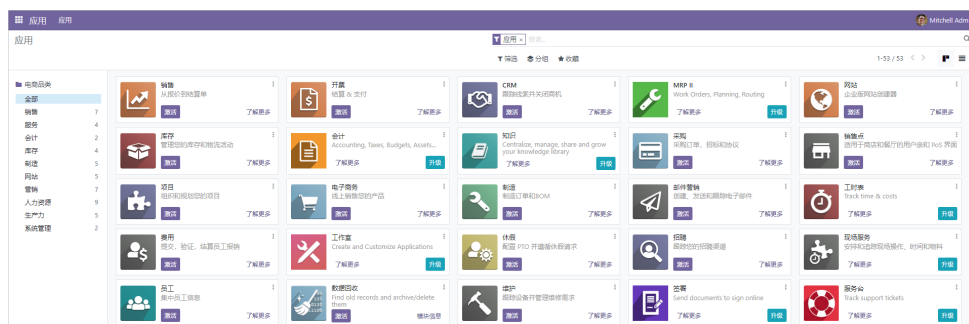 应用 应用 Mitchell Adm
应用 应用 × 搜索...
筛选 分组 收藏 1-53 / 53
电商品类
全部
销售 7
服务 4
会计 2
库存 4
制造 5
网站 5
营销 7
人力资源 9
生产力 5
系统管理 2
销售
从报价到结算单
激活 了解更多
开票
结算 & 支付
激活 了解更多
CRM
跟踪线索并关闭商机
激活 了解更多
MRP II
Work Orders, Planning, Routing
了解更多 升级
网站
企业版网站创建器
激活 了解更多
库存
管理您的库存和物流活动
激活 了解更多
会计
Accounting, Taxes, Budgets, Assets...
了解更多 升级
知识
Centralize, manage, share and grow
your knowledge library
了解更多 升级
采购
采购订单、招标和协议
激活 了解更多
销售点
适用于商店和餐厅的用户亲和 PoS 界面
激活 了解更多
项目
组织和规划您的项目
激活 了解更多
电子商务
线上销售您的产品
激活 了解更多
制造
制造订单和BOM
激活 了解更多
邮件营销
创建、发送和跟踪电子邮件
激活 了解更多
工时表
Track time & costs
了解更多 升级
费用
提交、验证、结算员工报销
激活 了解更多
工作室
Create and Customize Applications
了解更多 升级
休假
配置 PTO 并遵循休假请求
激活 了解更多
招聘
跟踪您的招聘渠道
激活 了解更多
现场服务
安排和追踪现场操作、时间和物料
了解更多 升级
员工
集中员工信息
激活 了解更多
数据回收
Find old records and archive/delete
them
激活 模块信息
维护
跟踪设备并管理维修需求
激活 了解更多
签署
Send documents to sign online
了解更多 升级
服务台
Track support tickets
了解更多 升级